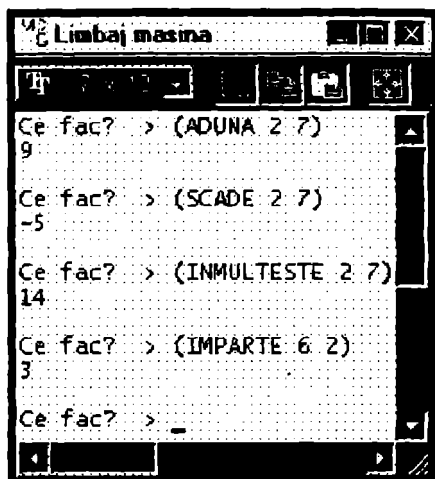 Limbaj masina
Ce fac? > (ADUNA 2 7)
9
Ce fac? > (SCADE 2 7)
-5
Ce fac? > (INMULTESTE 2 7)
14
Ce fac? > (IMPARTE 6 2)
3
Ce fac? > _